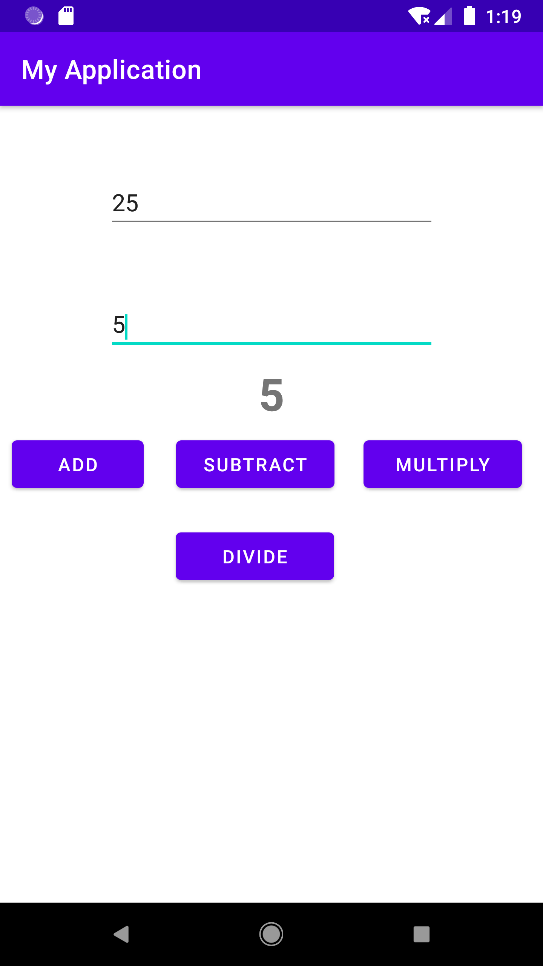 1:19
My Application
25
5
5
ADD SUBTRACT MULTIPLY
DIVIDE